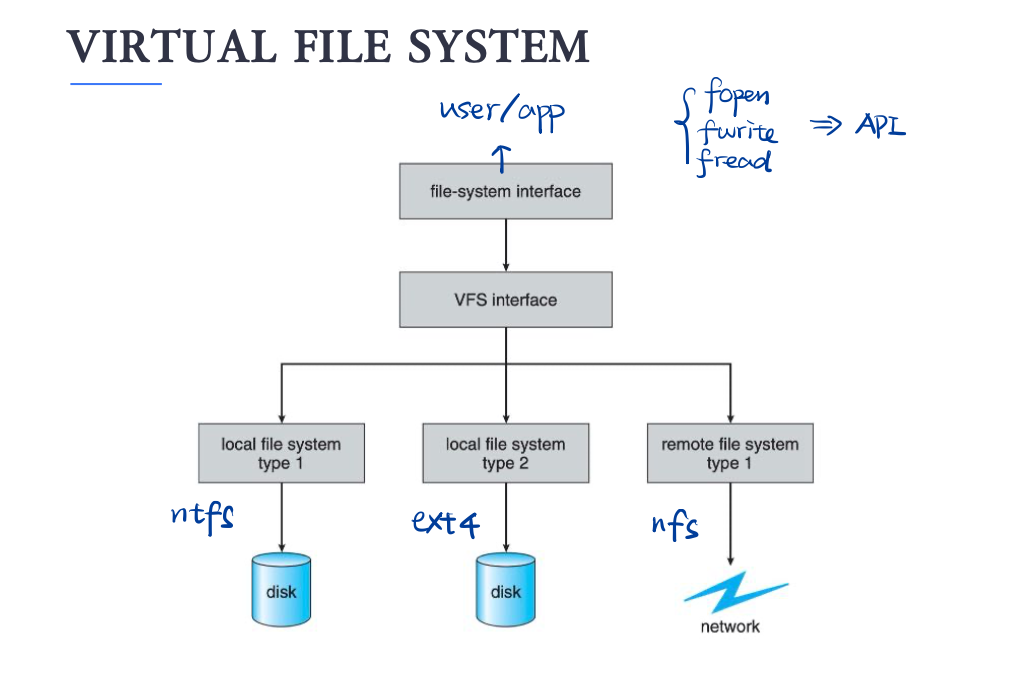 VIRTUAL FILE SYSTEM
user/app
fopen
fwrite
fread
⇒ API
file-system interface
VFS interface
local file system
type 1
local file system
type 2
remote file system
type 1
ntfs
ext4
nfs
disk
disk
network